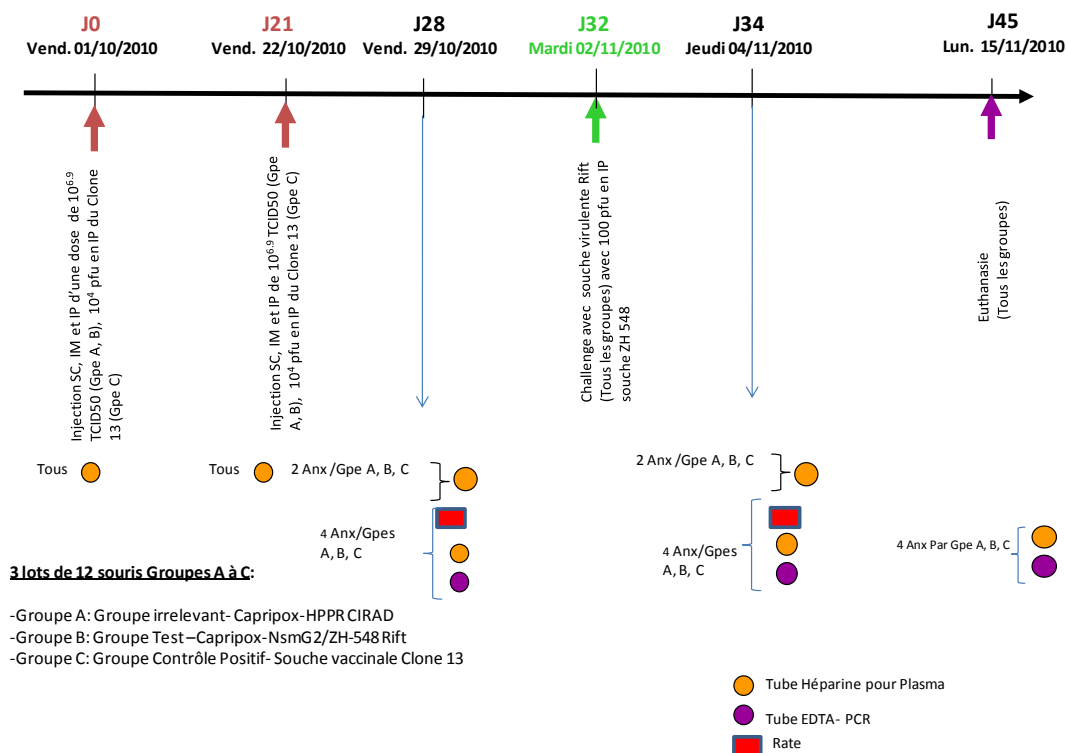 J0
Vend. 01/10/2010
J21
Vend. 22/10/2010
J28
Vend. 29/10/2010
J32
Mardi 02/11/2010
J34
Jeudi 04/11/2010
J45
Lun. 15/11/2010
Injection SC, IM et IP d'une dose de 10^6.9
TCID50 (Gpe A, B), 10^4 pfu en IP du Clone
13 (Gpe C)
Injection SC, IM et IP de 10^6.9 TCID50 (Gpe
A, B), 10^4 pfu en IP du Clone 13 (Gpe C)
Challenge avec souche virulente Rift
(Tous les groupes) avec 100 pfu en IP
souche ZH 548
Euthanasie
(Tous les groupes)
Tous
Tous
2 Anx /Gpe A, B, C
4 Anx/Gpes
A, B, C
2 Anx /Gpe A, B, C
4 Anx/Gpes
A, B, C
4 Anx Par Gpe A, B, C
3 lots de 12 souris Groupes A à C:
-Groupe A: Groupe irrelevant- Capripox-HPPR CIRAD
-Groupe B: Groupe Test –Capripox-NsmG2/ZH-548 Rift
-Groupe C: Groupe Contrôle Positif- Souche vaccinale Clone 13
Tube Héparine pour Plasma
Tube EDTA- PCR
Rate